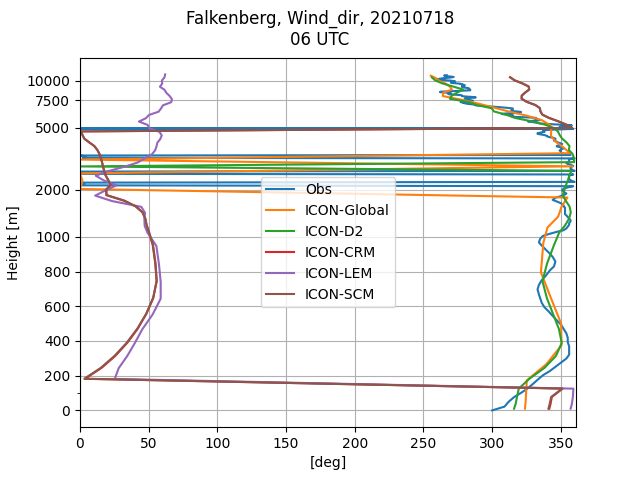 Falkenberg, Wind_dir, 20210718
06 UTC
10000
7500
5000
2000
1000
800
600
400
200
0
Height [m]
Obs
ICON-Global
ICON-D2
ICON-CRM
ICON-LEM
ICON-SCM
0 50 100 150 200 250 300 350
[deg]